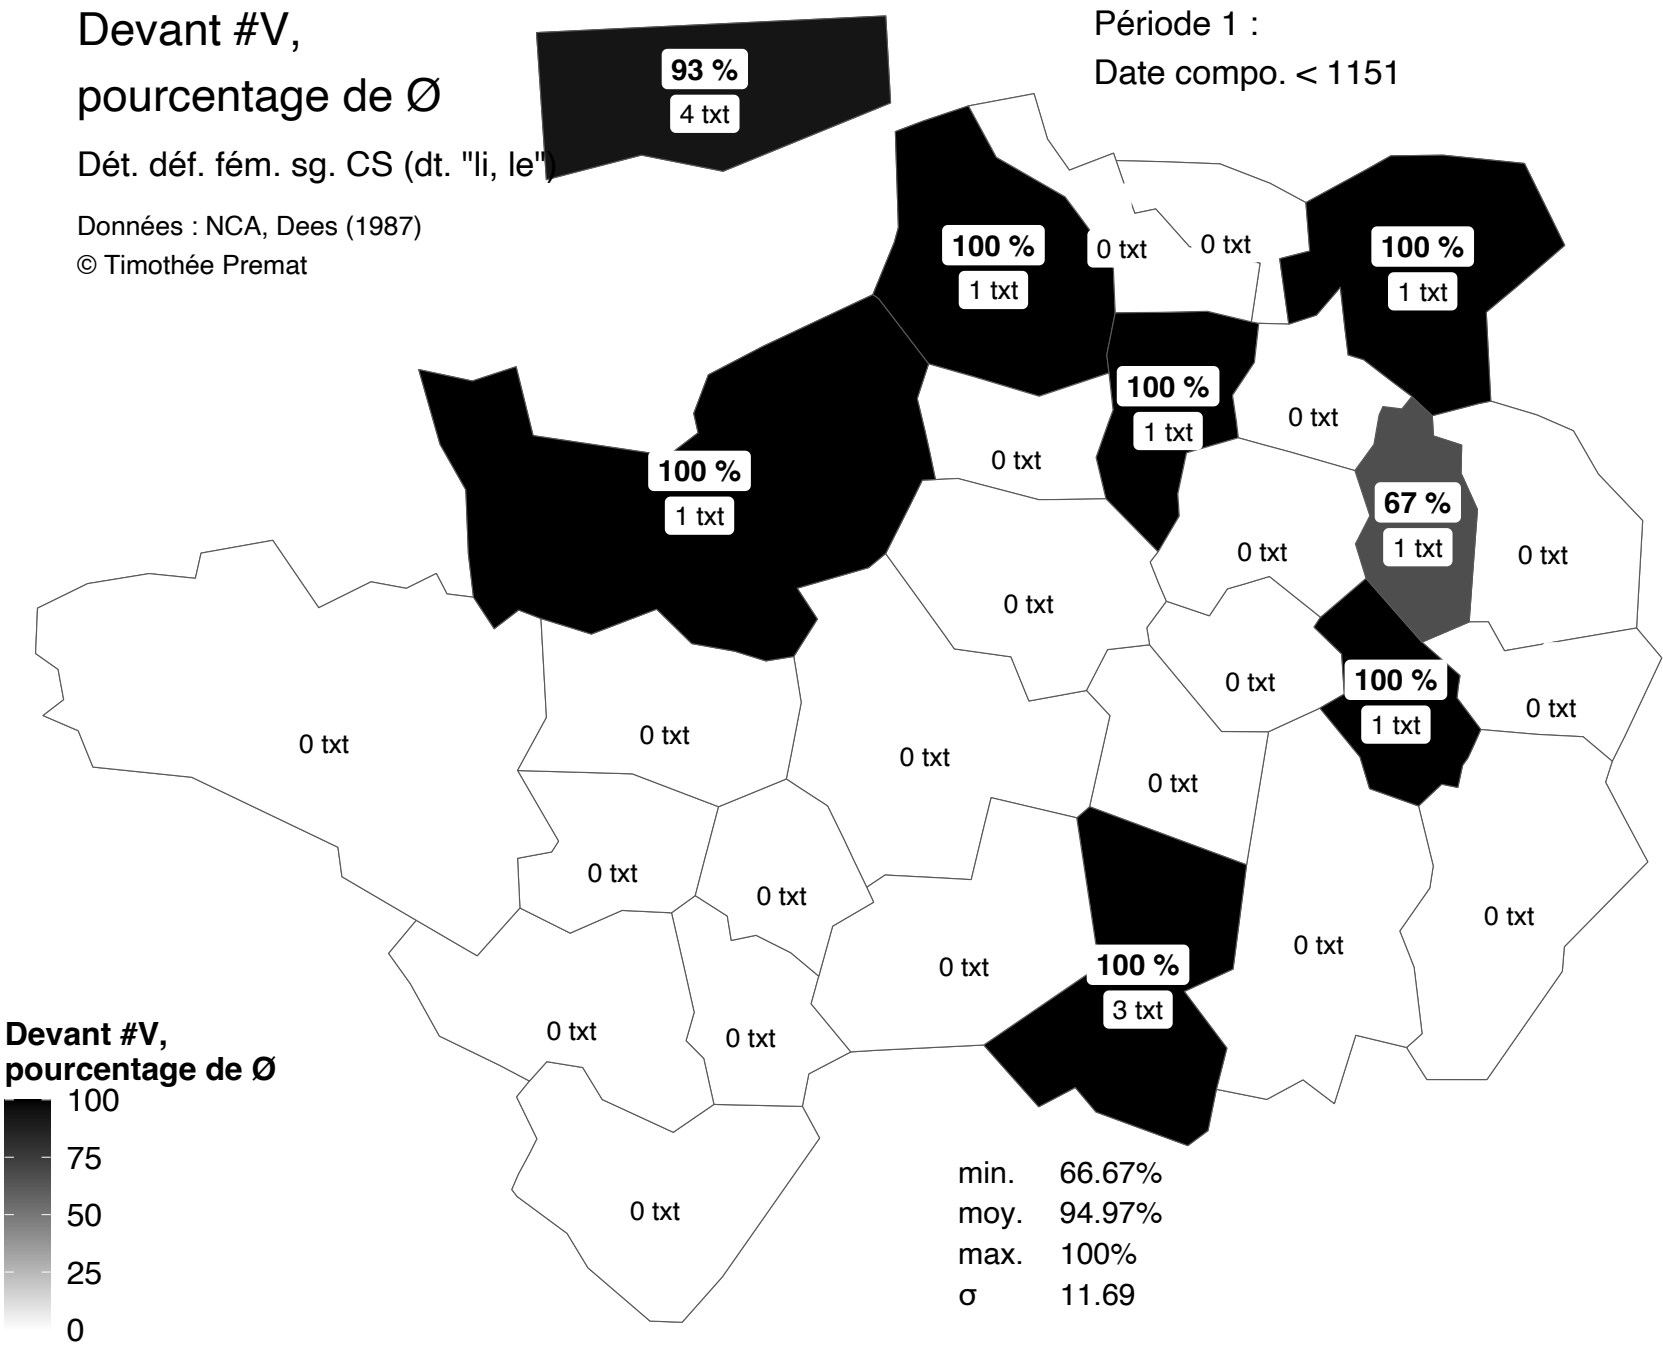 Devant #V,
pourcentage de Ø
Dét. déf. fém. sg. CS (dt. "li, le")
Données : NCA, Dees (1987)
© Timothée Premat
Période 1 :
Date compo. < 1151
93 %
4 txt
100 %
1 txt
0 txt
0 txt
100 %
1 txt
100 %
1 txt
0 txt
0 txt
100 %
1 txt
67 %
1 txt
0 txt
0 txt
0 txt
0 txt
100 %
1 txt
0 txt
0 txt
0 txt
0 txt
0 txt
0 txt
0 txt
0 txt
0 txt
0 txt
0 txt
100 %
3 txt
0 txt
0 txt
0 txt
Devant #V,
pourcentage de Ø
100
75
50
25
0
min. 66.67%
moy. 94.97%
max. 100%
σ 11.69